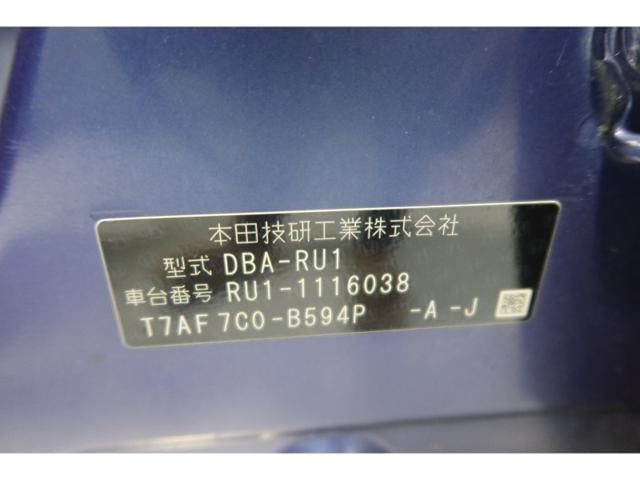 本田技研工業株式会社
型式 DBA-RU1
車台番号 RU1-1116038
T7AF 7C0-B594P -A -J